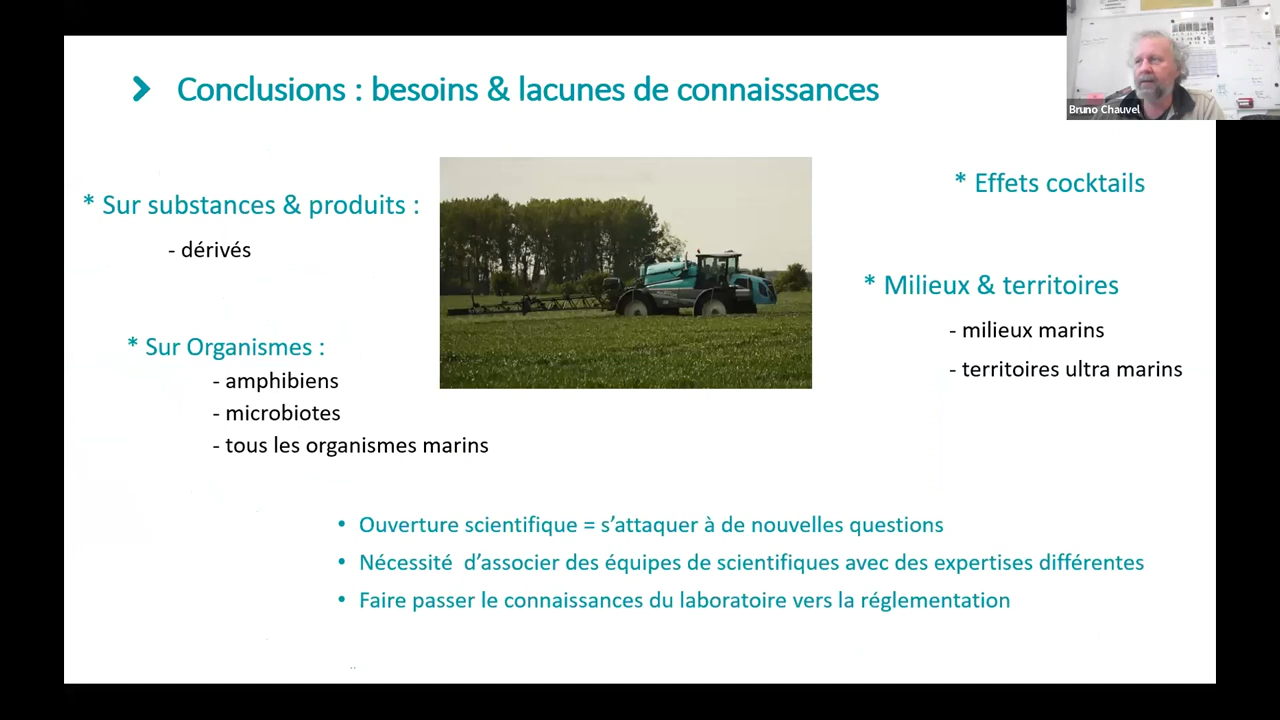 Conclusions : besoins & lacunes de connaissances
Bruno Chauvel
* Sur substances & produits :
- dérivés
* Sur Organismes :
- amphibiens
- microbiotes
- tous les organismes marins
* Effets cocktails
* Milieux & territoires
- milieux marins
- territoires ultra marins
• Ouverture scientifique = s’attaquer à de nouvelles questions
• Nécessité d’associer des équipes de scientifiques avec des expertises différentes
• Faire passer le connaissances du laboratoire vers la réglementation